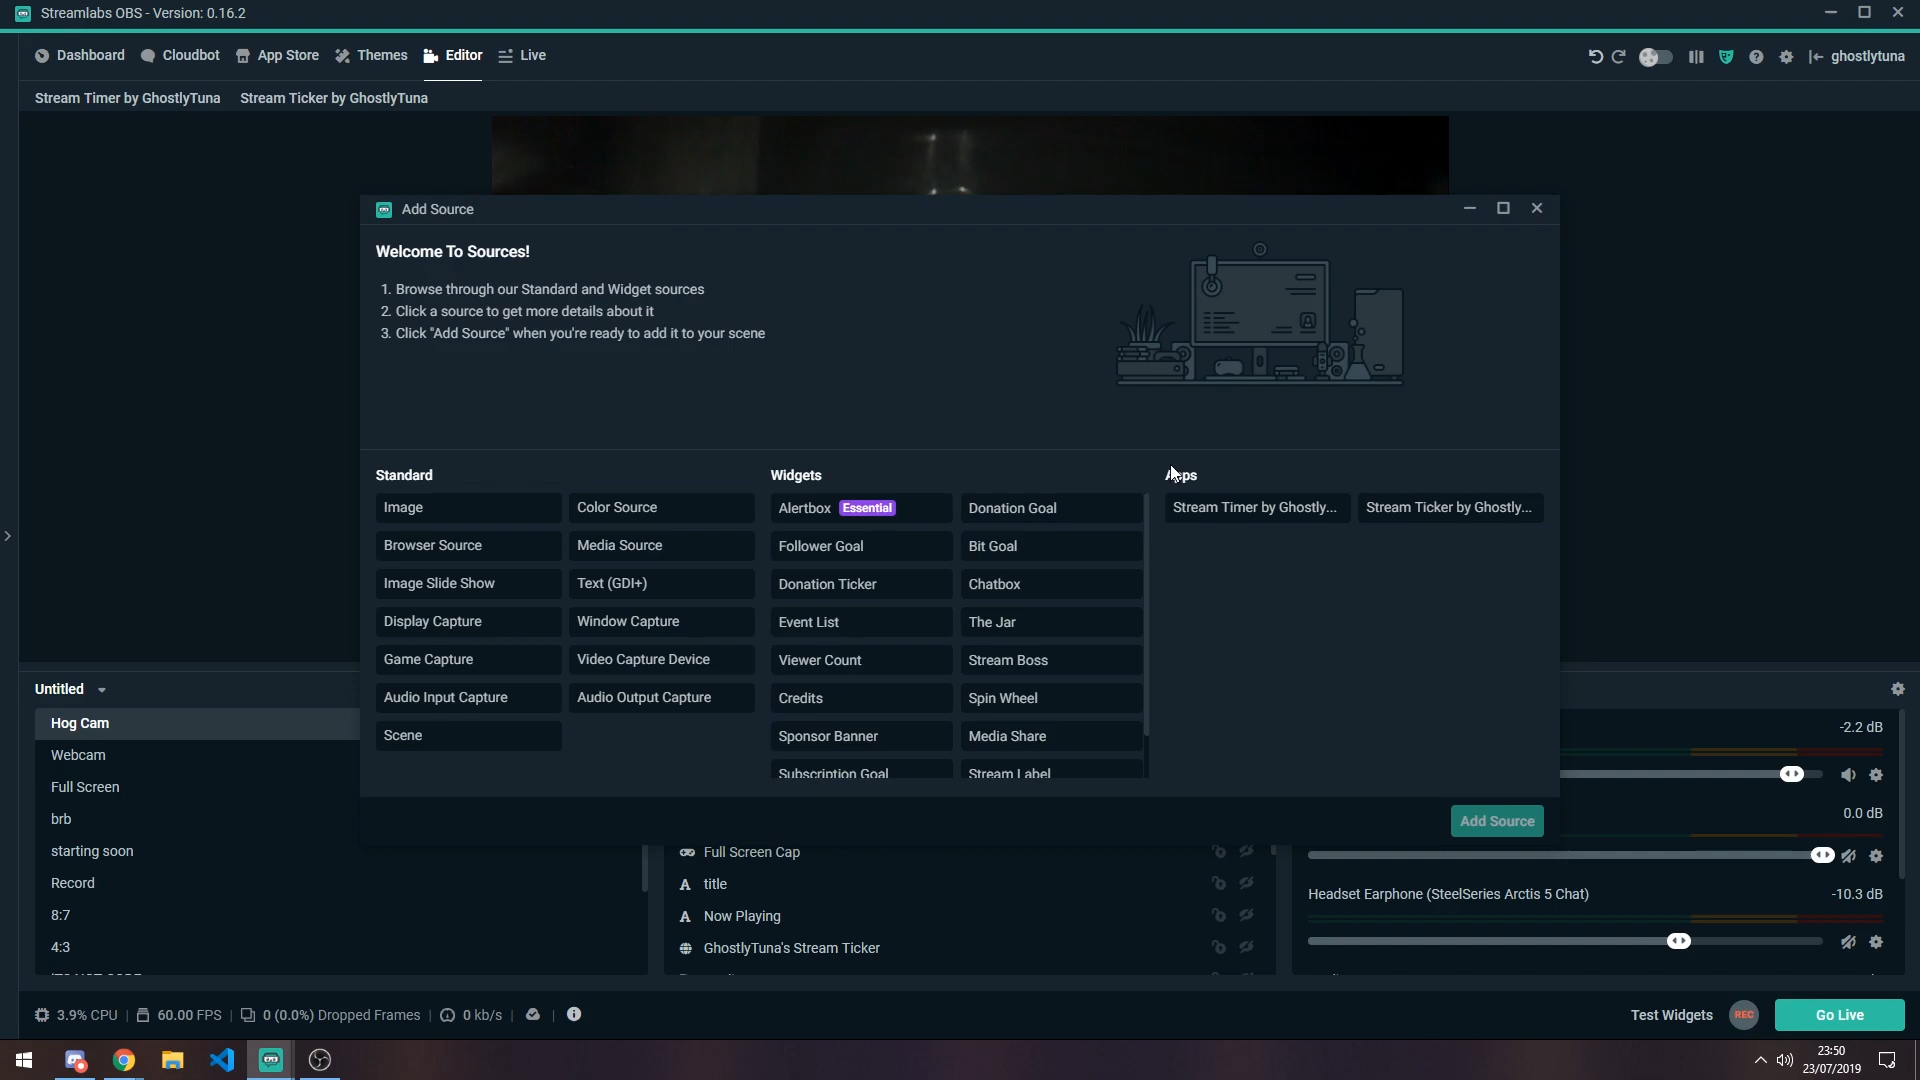 Streamlabs OBS - Version: 0.16.2
Dashboard Cloudbot App Store Themes Editor Live
ghostlytuna
Stream Timer by GhostlyTuna Stream Ticker by GhostlyTuna
Add Source
Welcome To Sources!
1. Browse through our Standard and Widget sources
2. Click a source to get more details about it
3. Click "Add Source" when you're ready to add it to your scene
Standard
Image
Color Source
Browser Source
Media Source
Image Slide Show
Text (GDI+)
Display Capture
Window Capture
Game Capture
Video Capture Device
Audio Input Capture
Audio Output Capture
Scene
Widgets
Alertbox Essential
Donation Goal
Follower Goal
Bit Goal
Donation Ticker
Chatbox
Event List
The Jar
Viewer Count
Stream Boss
Credits
Spin Wheel
Sponsor Banner
Media Share
Subscription Goal
Stream Label
Apps
Stream Timer by Ghostly...
Stream Ticker by Ghostly...
Add Source
Untitled
Hog Cam
Webcam
Full Screen
brb
starting soon
Record
8:7
4:3
Full Screen Cap
title
Now Playing
GhostlyTuna's Stream Ticker
-2.2 dB
0.0 dB
Headset Earphone (SteelSeries Arctis 5 Chat) -10.3 dB
3.9% CPU | 60.00 FPS | 0 (0.0%) Dropped Frames | 0 kb/s | |
Test Widgets REC Go Live
23:50
23/07/2019